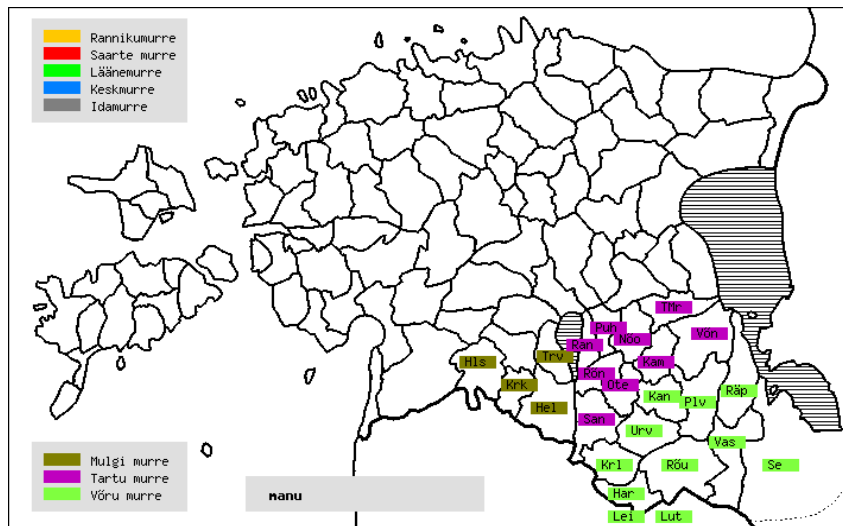 Rannikumurre
Saarte murre
Läänemurre
Keskmurre
Idamurre
TMr
Puh
Nõo
Võn
Ran
Trv
Hls
Kam
Rõn
Krk
Ote
Kan
Plv
Räp
Hel
San
Urv
Vas
Krl
Rõu
Se
Har
Lei
Lut
Mulgi murre
Tartu murre
Võru murre
manu